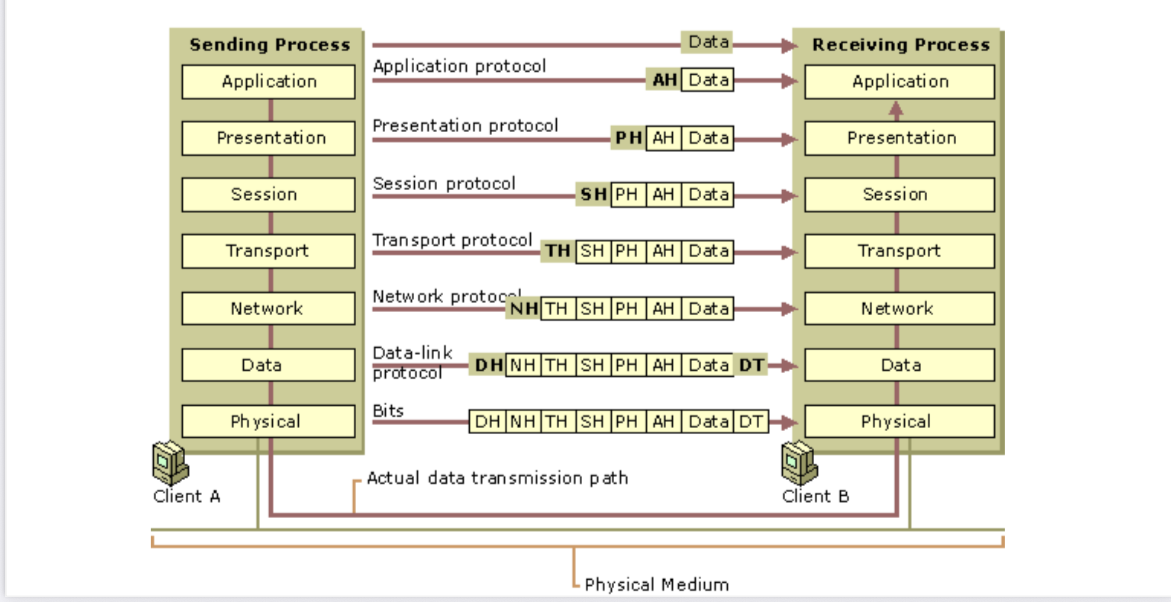 Sending Process
Data
Receiving Process
Application protocol
Application
AH Data
Application
Presentation protocol
Presentation
PH AH Data
Presentation
Session protocol
Session
SH PH AH Data
Session
Transport protocol
Transport
TH SH PH AH Data
Transport
Network protocol
Network
NH TH SH PH AH Data
Network
Data-link
protocol
Data
DH NH TH SH PH AH Data DT
Data
Bits
Physical
DH NH TH SH PH AH Data DT
Physical
Client A
Actual data transmission path
Client B
Physical Medium